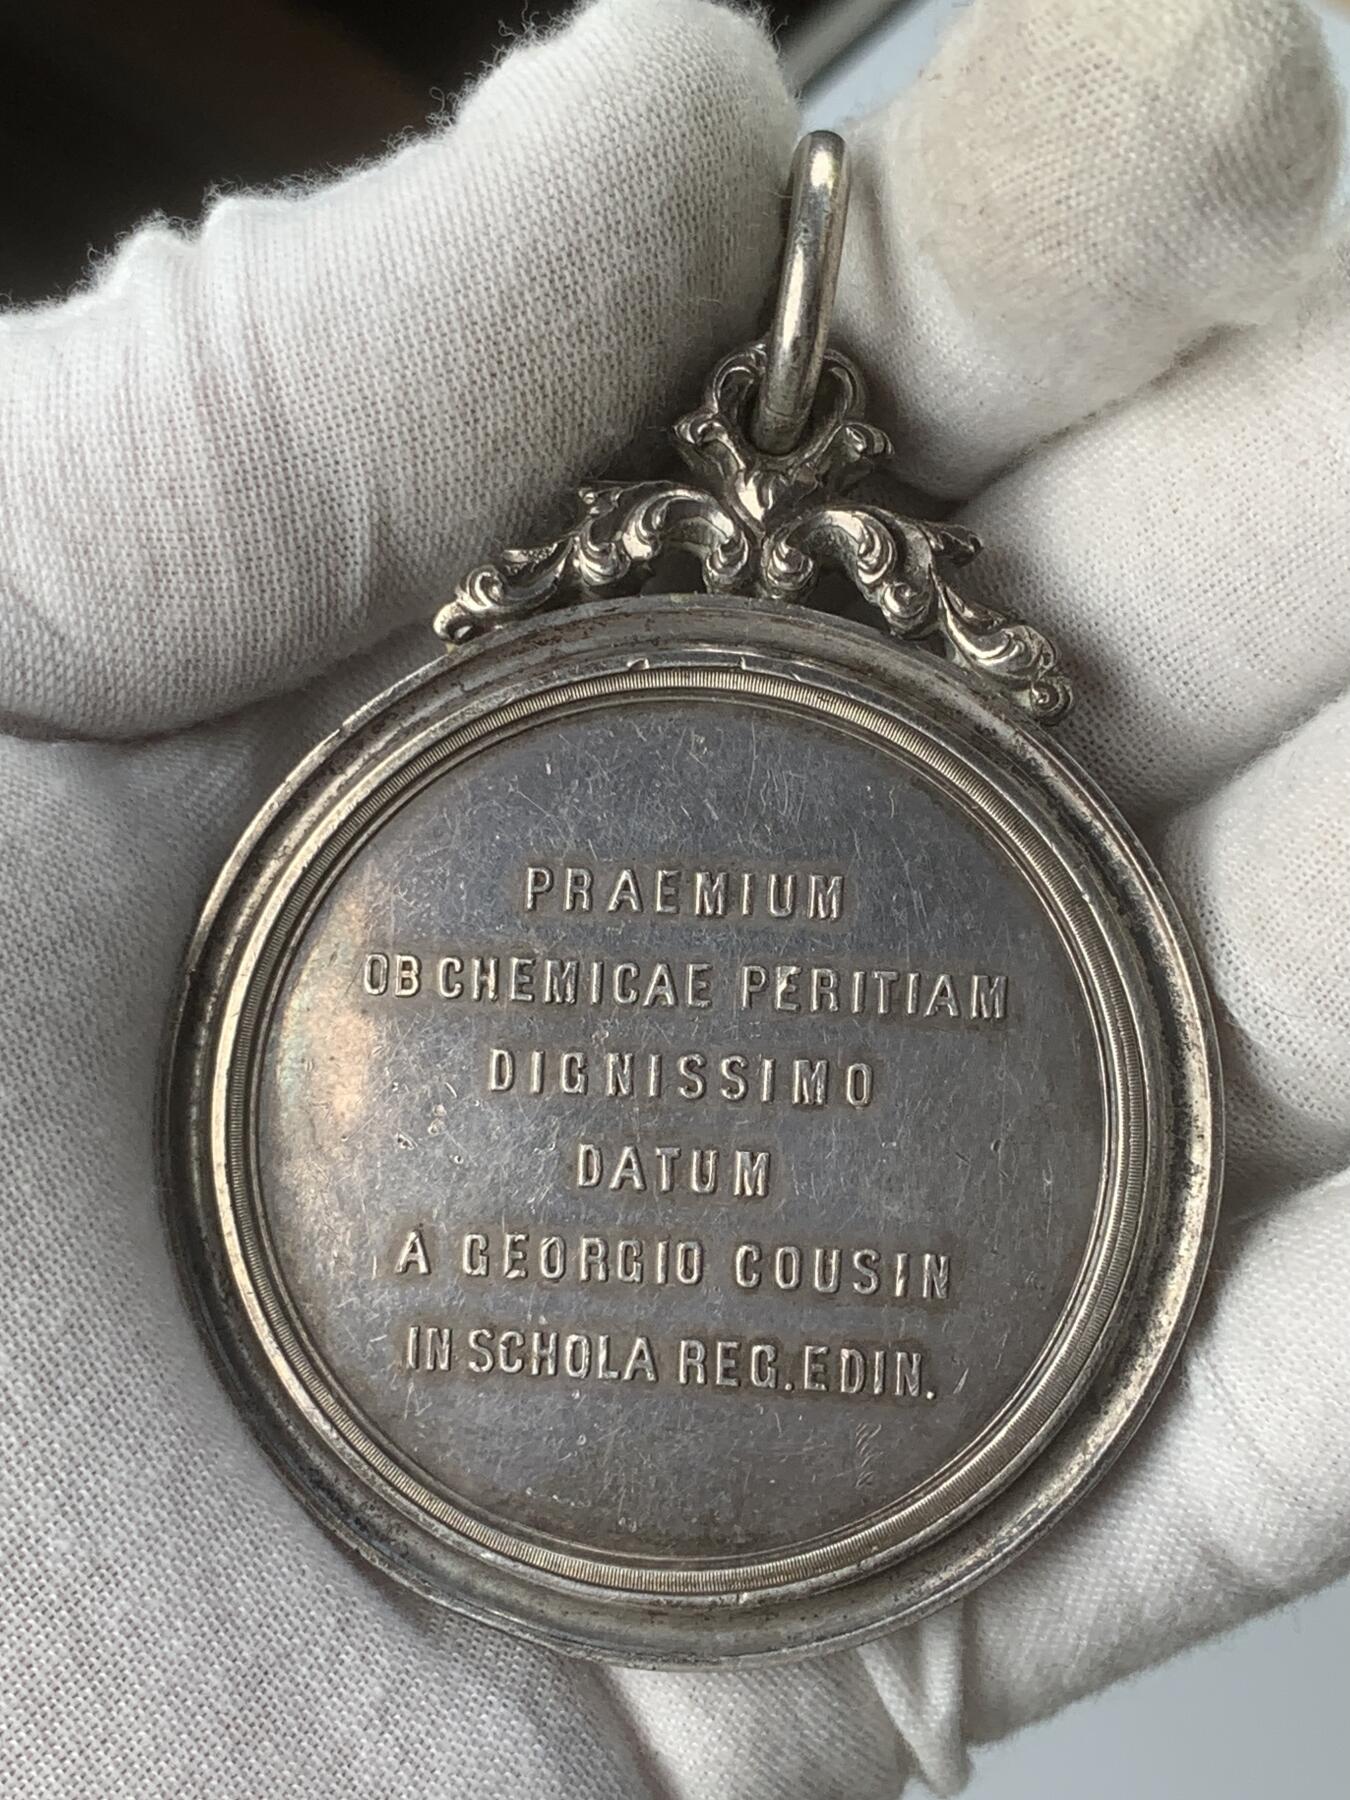 PRAEMIUM
OB CHEMICAE PERITIAM
DIGNISSIMO
DATUM
A GEORGIO COUSIN
IN SCHOLA REG. EDIN.